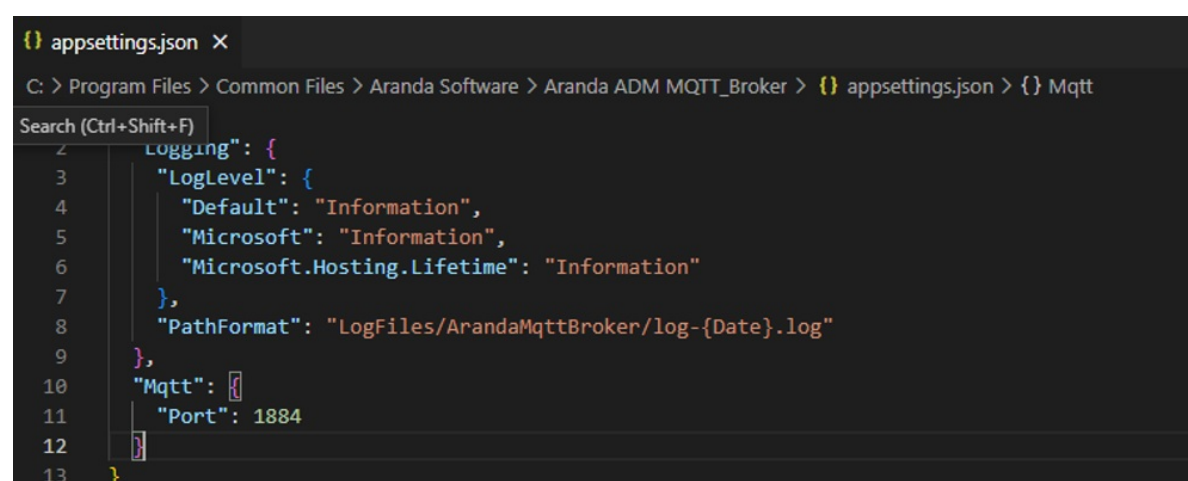 {} appsettings.json ×
C: > Program Files > Common Files > Aranda Software > Aranda ADM MQTT_Broker > {} appsettings.json > {} Mqtt
Search (Ctrl+Shift+F)
2 "Logging": {
3 "LogLevel": {
4 "Default": "Information",
5 "Microsoft": "Information",
6 "Microsoft.Hosting.Lifetime": "Information"
7 },
8 "PathFormat": "LogFiles/ArandaMqttBroker/log-{Date}.log"
9 },
10 "Mqtt": {
11 "Port": 1884
12 }
13 }